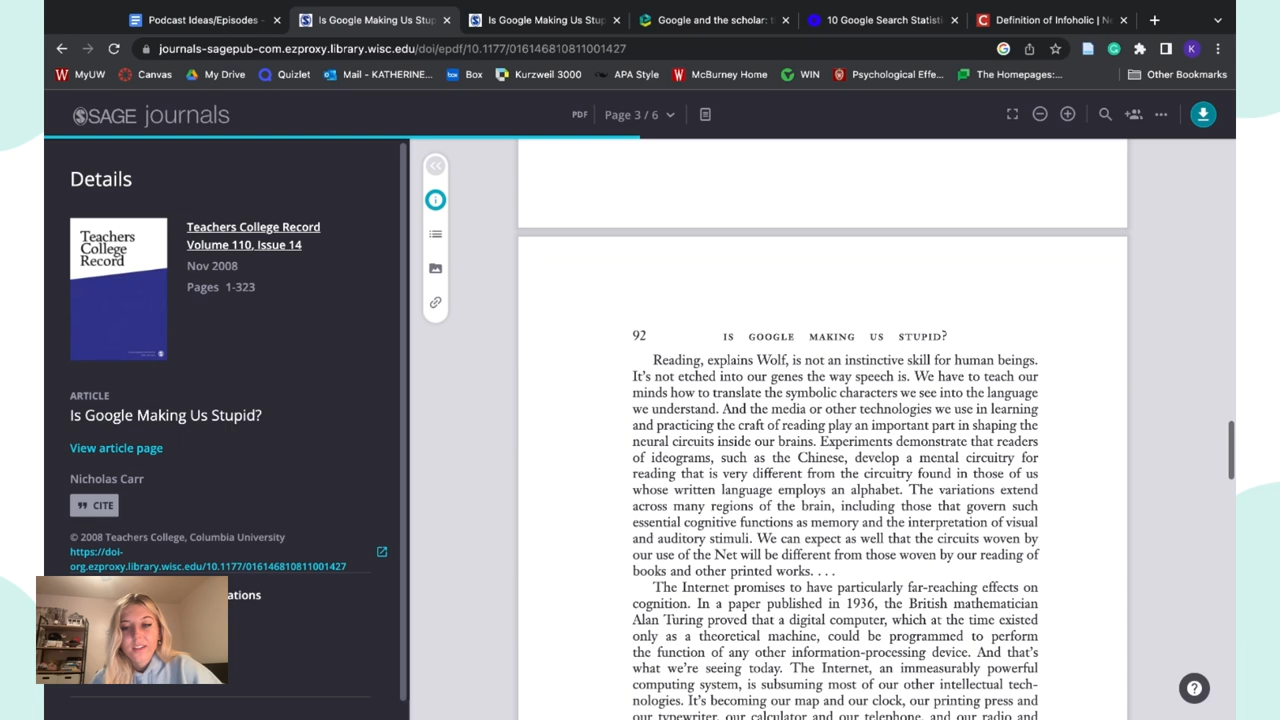 Podcast Ideas/Episodes -
Is Google Making Us Stup
Is Google Making Us Stup
Google and the scholar: t
10 Google Search Statisti
Definition of Infoholic | Ne
journals-sagepub-com.ezproxy.library.wisc.edu/doi/epdf/10.1177/016146810811001427
K
MyUW
Canvas
My Drive
Quizlet
Mail - KATHERINE...
Box
Kurzweil 3000
APA Style
McBurney Home
WIN
Psychological Effe...
The Homepages:...
Other Bookmarks
SAGE journals
PDF
Page 3 / 6
Details
Teachers
College
Record
Teachers College Record
Volume 110, Issue 14
Nov 2008
Pages 1-323
ARTICLE
Is Google Making Us Stupid?
View article page
Nicholas Carr
CITE
© 2008 Teachers College, Columbia University
https://doi-
org.ezproxy.library.wisc.edu/10.1177/016146810811001427
ations
92 IS GOOGLE MAKING US STUPID?
Reading, explains Wolf, is not an instinctive skill for human beings.
It's not etched into our genes the way speech is. We have to teach our
minds how to translate the symbolic characters we see into the language
we understand. And the media or other technologies we use in learning
and practicing the craft of reading play an important part in shaping the
neural circuits inside our brains. Experiments demonstrate that readers
of ideograms, such as the Chinese, develop a mental circuitry for
reading that is very different from the circuitry found in those of us
whose written language employs an alphabet. The variations extend
across many regions of the brain, including those that govern such
essential cognitive functions as memory and the interpretation of visual
and auditory stimuli. We can expect as well that the circuits woven by
our use of the Net will be different from those woven by our reading of
books and other printed works. . . .
The Internet promises to have particularly far-reaching effects on
cognition. In a paper published in 1936, the British mathematician
Alan Turing proved that a digital computer, which at the time existed
only as a theoretical machine, could be programmed to perform
the function of any other information-processing device. And that's
what we're seeing today. The Internet, an immeasurably powerful
computing system, is subsuming most of our other intellectual tech-
nologies. It's becoming our map and our clock, our printing press and
our typewriter, our calculator and our telephone, and our radio and